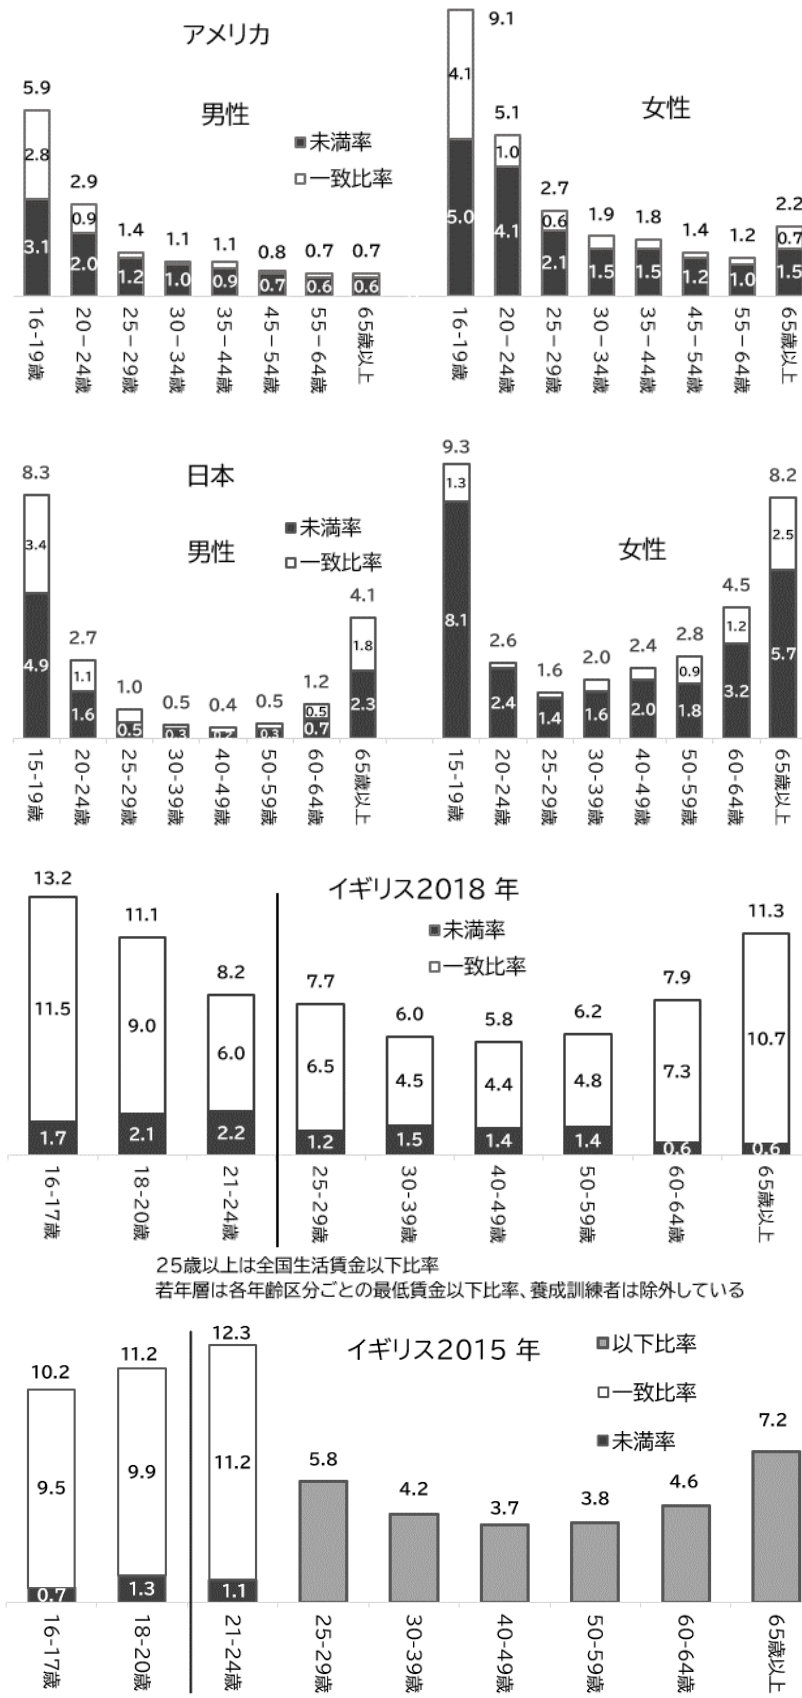 アメリカ
男性
女性
■未満率
□一致比率
5.9
2.9
1.4
1.1
1.1
0.8
0.7
0.7
2.8
0.9
3.1
2.0
1.2
1.0
0.9
0.7
0.6
0.6
16-19歳
20－24歳
25－29歳
30－34歳
35－44歳
45－54歳
55－64歳
65歳以上
9.1
5.1
2.7
1.9
1.8
1.4
1.2
2.2
4.1
1.0
0.6
0.7
5.0
4.1
2.1
1.5
1.5
1.2
1.0
1.5
16-19歳
20－24歳
25－29歳
30－34歳
35－44歳
45－54歳
55－64歳
65歳以上
日本
男性
女性
■未満率
□一致比率
8.3
2.7
1.0
0.5
0.4
0.5
1.2
4.1
3.4
1.1
0.5
1.8
4.9
1.6
0.5
0.3
0.2
0.3
0.7
2.3
15-19歳
20-24歳
25-29歳
30-39歳
40-49歳
50-59歳
60-64歳
65歳以上
9.3
2.6
1.6
2.0
2.4
2.8
4.5
8.2
1.3
0.9
1.2
2.5
8.1
2.4
1.4
1.6
2.0
1.8
3.2
5.7
15-19歳
20-24歳
25-29歳
30-39歳
40-49歳
50-59歳
60-64歳
65歳以上
イギリス2018 年
■未満率
□一致比率
13.2
11.1
8.2
7.7
6.0
5.8
6.2
7.9
11.3
11.5
9.0
6.0
6.5
4.5
4.4
4.8
7.3
10.7
1.7
2.1
2.2
1.2
1.5
1.4
1.4
0.6
0.6
16-17歳
18-20歳
21-24歳
25-29歳
30-39歳
40-49歳
50-59歳
60-64歳
65歳以上
25歳以上は全国生活賃金以下比率
若年層は各年齢区分ごとの最低賃金以下比率、養成訓練者は除外している
イギリス2015 年
■以下比率
□一致比率
■未満率
10.2
11.2
12.3
5.8
4.2
3.7
3.8
4.6
7.2
9.5
9.9
11.2
0.7
1.3
1.1
16-17歳
18-20歳
21-24歳
25-29歳
30-39歳
40-49歳
50-59歳
60-64歳
65歳以上